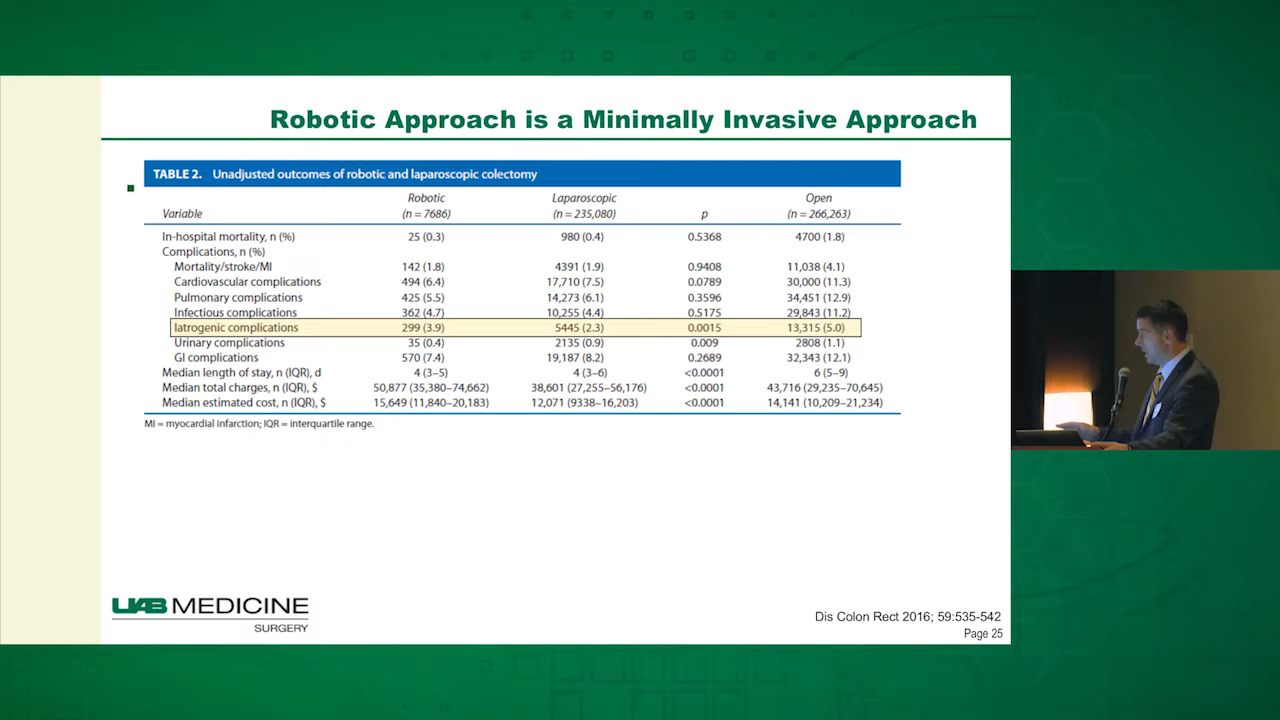 Robotic Approach is a Minimally Invasive Approach
TABLE 2. Unadjusted outcomes of robotic and laparoscopic colectomy
Variable Robotic (n = 7686) Laparoscopic (n = 235,080) p Open (n = 266,263)
In-hospital mortality, n (%) 25 (0.3) 980 (0.4) 0.5368 4700 (1.8)
Complications, n (%)
Mortality/stroke/MI 142 (1.8) 4391 (1.9) 0.9408 11,038 (4.1)
Cardiovascular complications 494 (6.4) 17,710 (7.5) 0.0789 30,000 (11.3)
Pulmonary complications 425 (5.5) 14,273 (6.1) 0.3596 34,451 (12.9)
Infectious complications 362 (4.7) 10,255 (4.4) 0.5175 29,843 (11.2)
Iatrogenic complications 299 (3.9) 5445 (2.3) 0.0015 13,315 (5.0)
Urinary complications 35 (0.4) 2135 (0.9) 0.009 2808 (1.1)
GI complications 570 (7.4) 19,187 (8.2) 0.2689 32,343 (12.1)
Median length of stay, n (IQR), d 4 (3–5) 4 (3–6) <0.0001 6 (5–9)
Median total charges, n (IQR), $ 50,877 (35,380–74,662) 38,601 (27,255–56,176) <0.0001 43,716 (29,235–70,645)
Median estimated cost, n (IQR), $ 15,649 (11,840–20,183) 12,071 (9338–16,203) <0.0001 14,141 (10,209–21,234)
MI = myocardial infarction; IQR = interquartile range.
UAB MEDICINE
SURGERY
Dis Colon Rect 2016; 59:535-542
Page 25